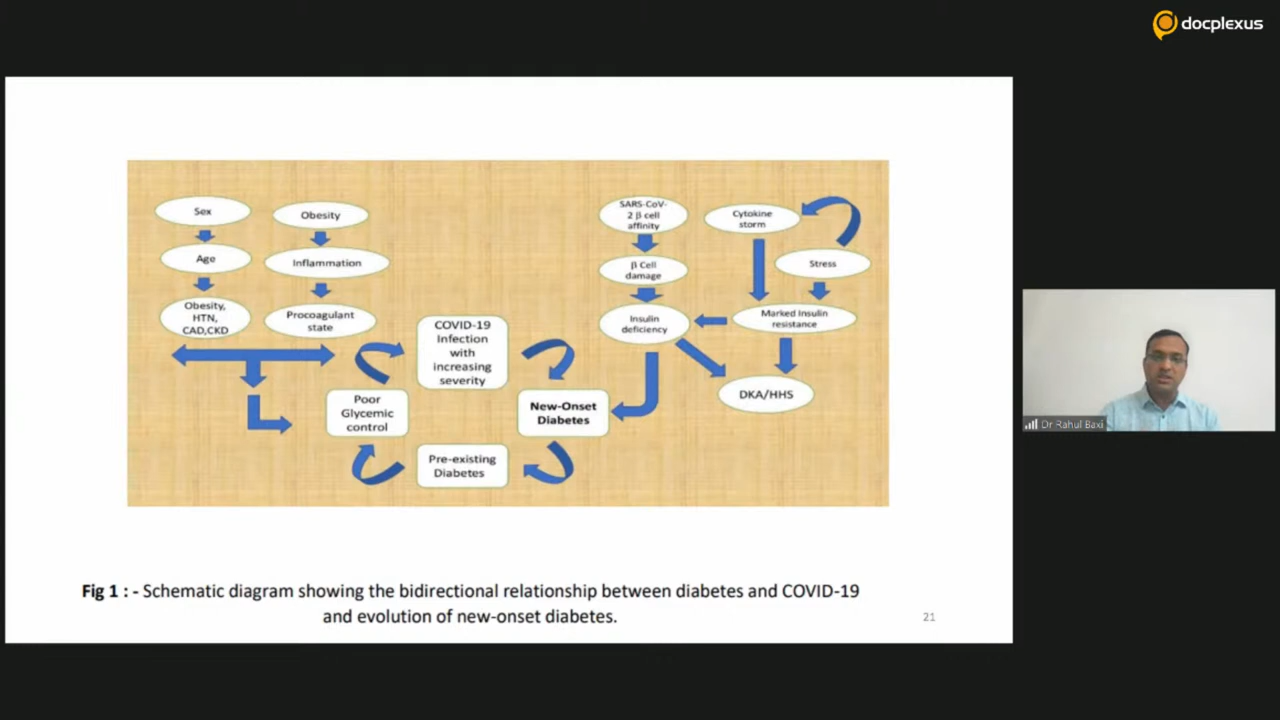 docplexus
Sex
Age
Obesity,
HTN,
CAD,CKD
Obesity
Inflammation
Procoagulant
state
COVID-19
Infection
with
increasing
severity
Poor
Glycemic
control
Pre-existing
Diabetes
New-Onset
Diabetes
SARS-CoV-
2 β cell
affinity
β Cell
damage
Insulin
deficiency
Cytokine
storm
Stress
Marked Insulin
resistance
DKA/HHS
Fig 1 : - Schematic diagram showing the bidirectional relationship between diabetes and COVID-19
and evolution of new-onset diabetes.
21
Dr Rahul Baxi